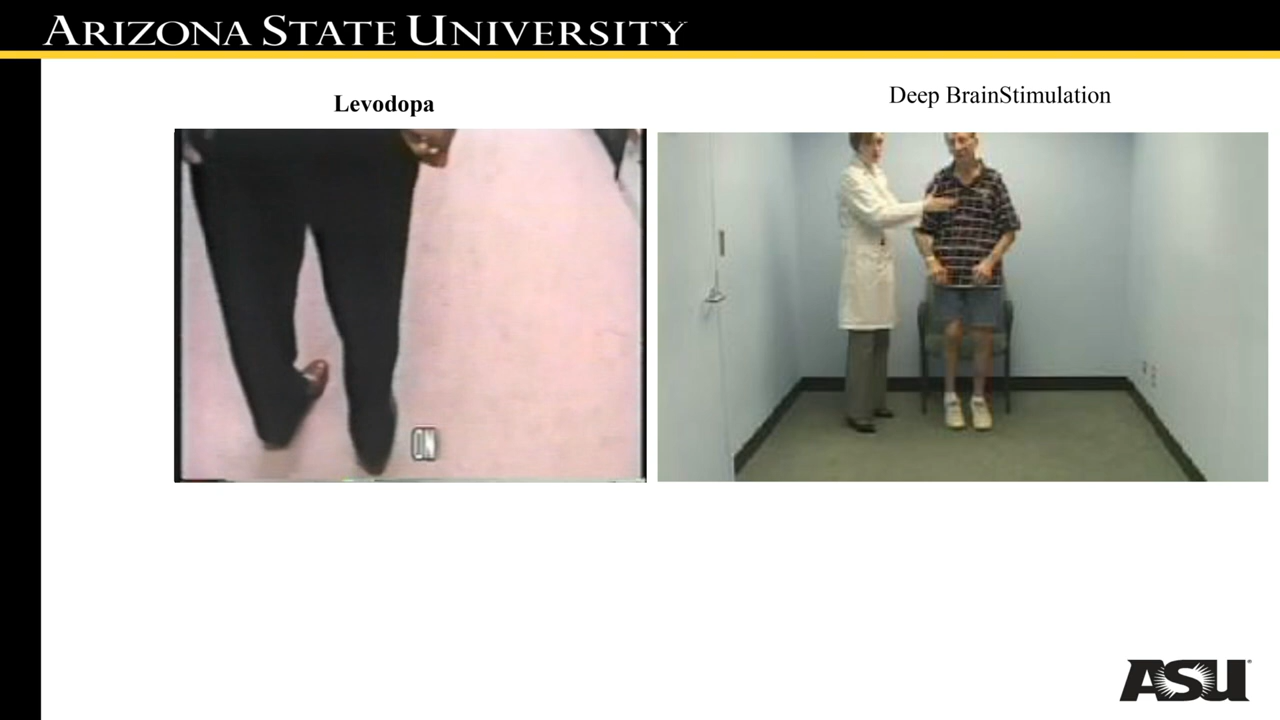 ARIZONA STATE UNIVERSITY
Levodopa
Deep BrainStimulation
ON
ASU